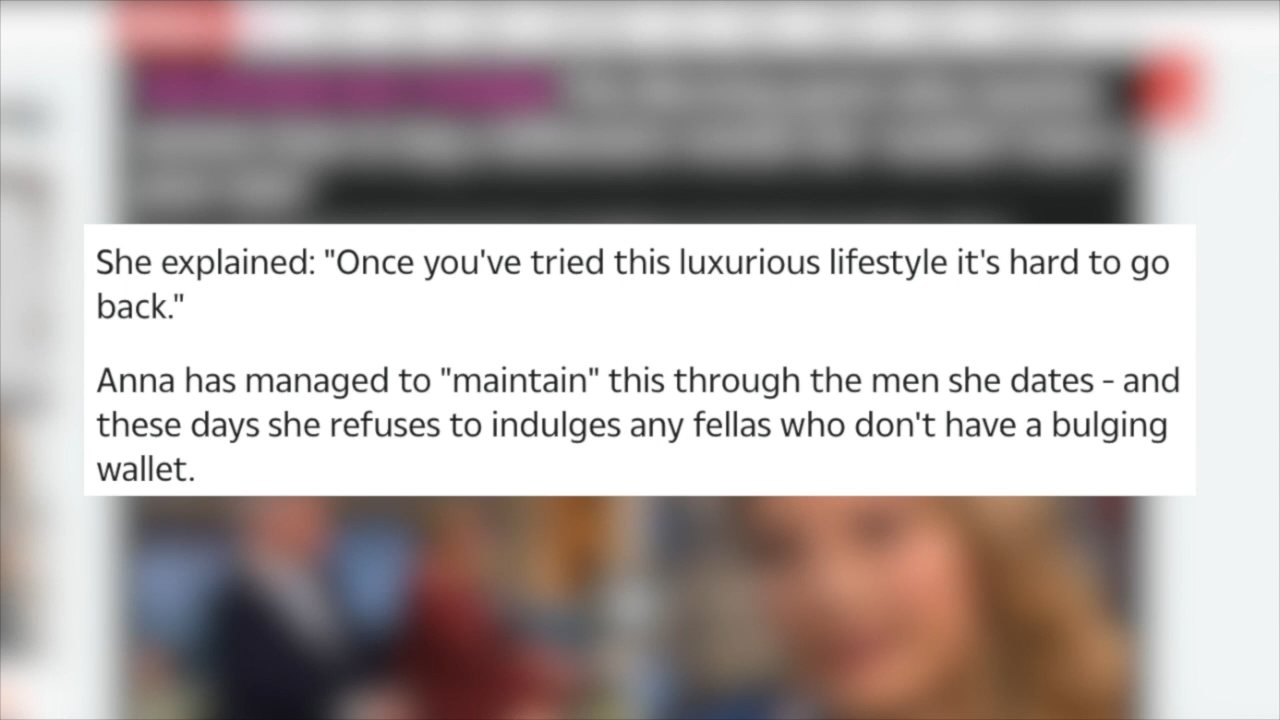 She explained: "Once you've tried this luxurious lifestyle it's hard to go
back."
Anna has managed to "maintain" this through the men she dates - and
these days she refuses to indulges any fellas who don't have a bulging
wallet.